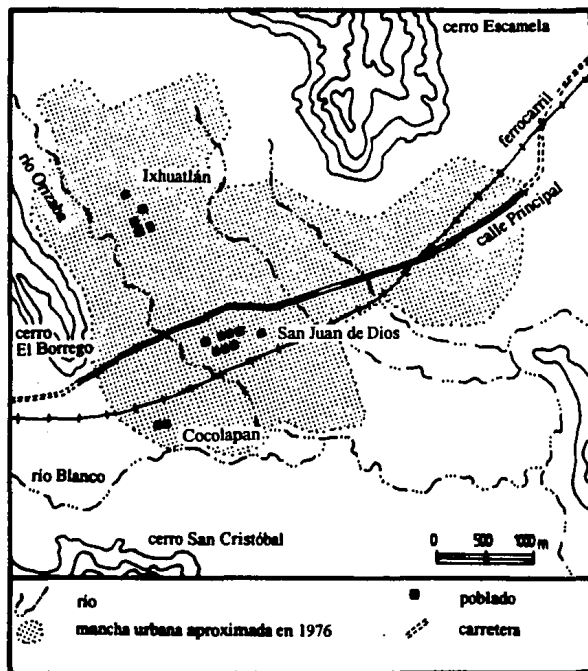 cerro Escamela
ferrocarril
Ixhuatlán
río Orizaba
calle Principal
cerro
El Borrego
San Juan de Dios
Cocolapan
río Blanco
cerro San Cristóbal
0 500 1000 m
río
poblado
mancha urbana aproximada en 1976
carretera